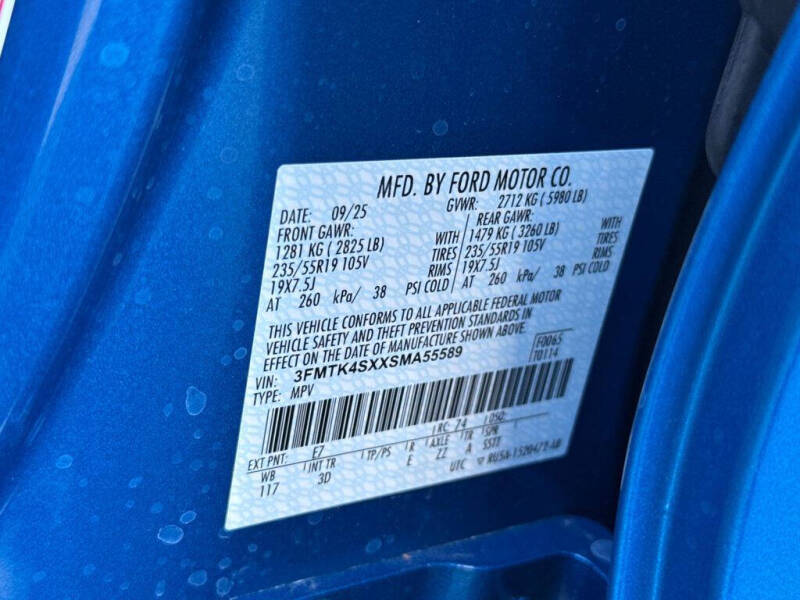 MFD. BY FORD MOTOR CO.
DATE: 09/25 GVWR: 2712 KG ( 5980 LB)
FRONT GAWR: REAR GAWR:
1281 KG ( 2825 LB) WITH 1479 KG ( 3260 LB) WITH
235/55R19 105V TIRES 235/55R19 105V TIRES
19X7.5J RIMS 19X7.5J RIMS
AT 260 kPa/ 38 PSI COLD AT 260 kPa/ 38 PSI COLD
THIS VEHICLE CONFORMS TO ALL APPLICABLE FEDERAL MOTOR
VEHICLE SAFETY AND THEFT PREVENTION STANDARDS IN
EFFECT ON THE DATE OF MANUFACTURE SHOWN ABOVE.
VIN: 3FMTK4SXXSMA55589 F0065
TYPE: MPV T0114
RC: 74 DSO:
EXT PNT: E7
WB INT TR TP/PS R AXLE TR SPR
117 3D E ZZ A SSTT
UTC